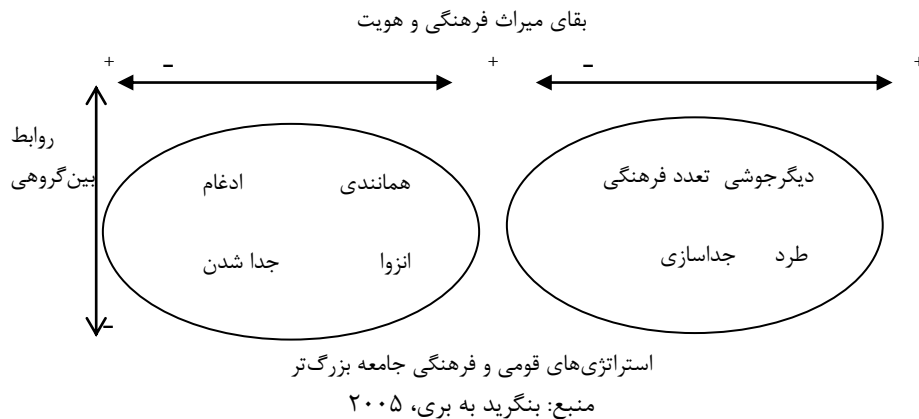 بقای میراث فرهنگی و هویت
+ − + − +
روابط
بین‌گروهی
دیگرجوشی تعدد فرهنگی
همانندی ادغام
طرد جداسازی
انزوا جدا شدن
−
استراتژی‌های قومی و فرهنگی جامعه بزرگ‌تر
منبع: بنگرید به بری، ۲۰۰۵